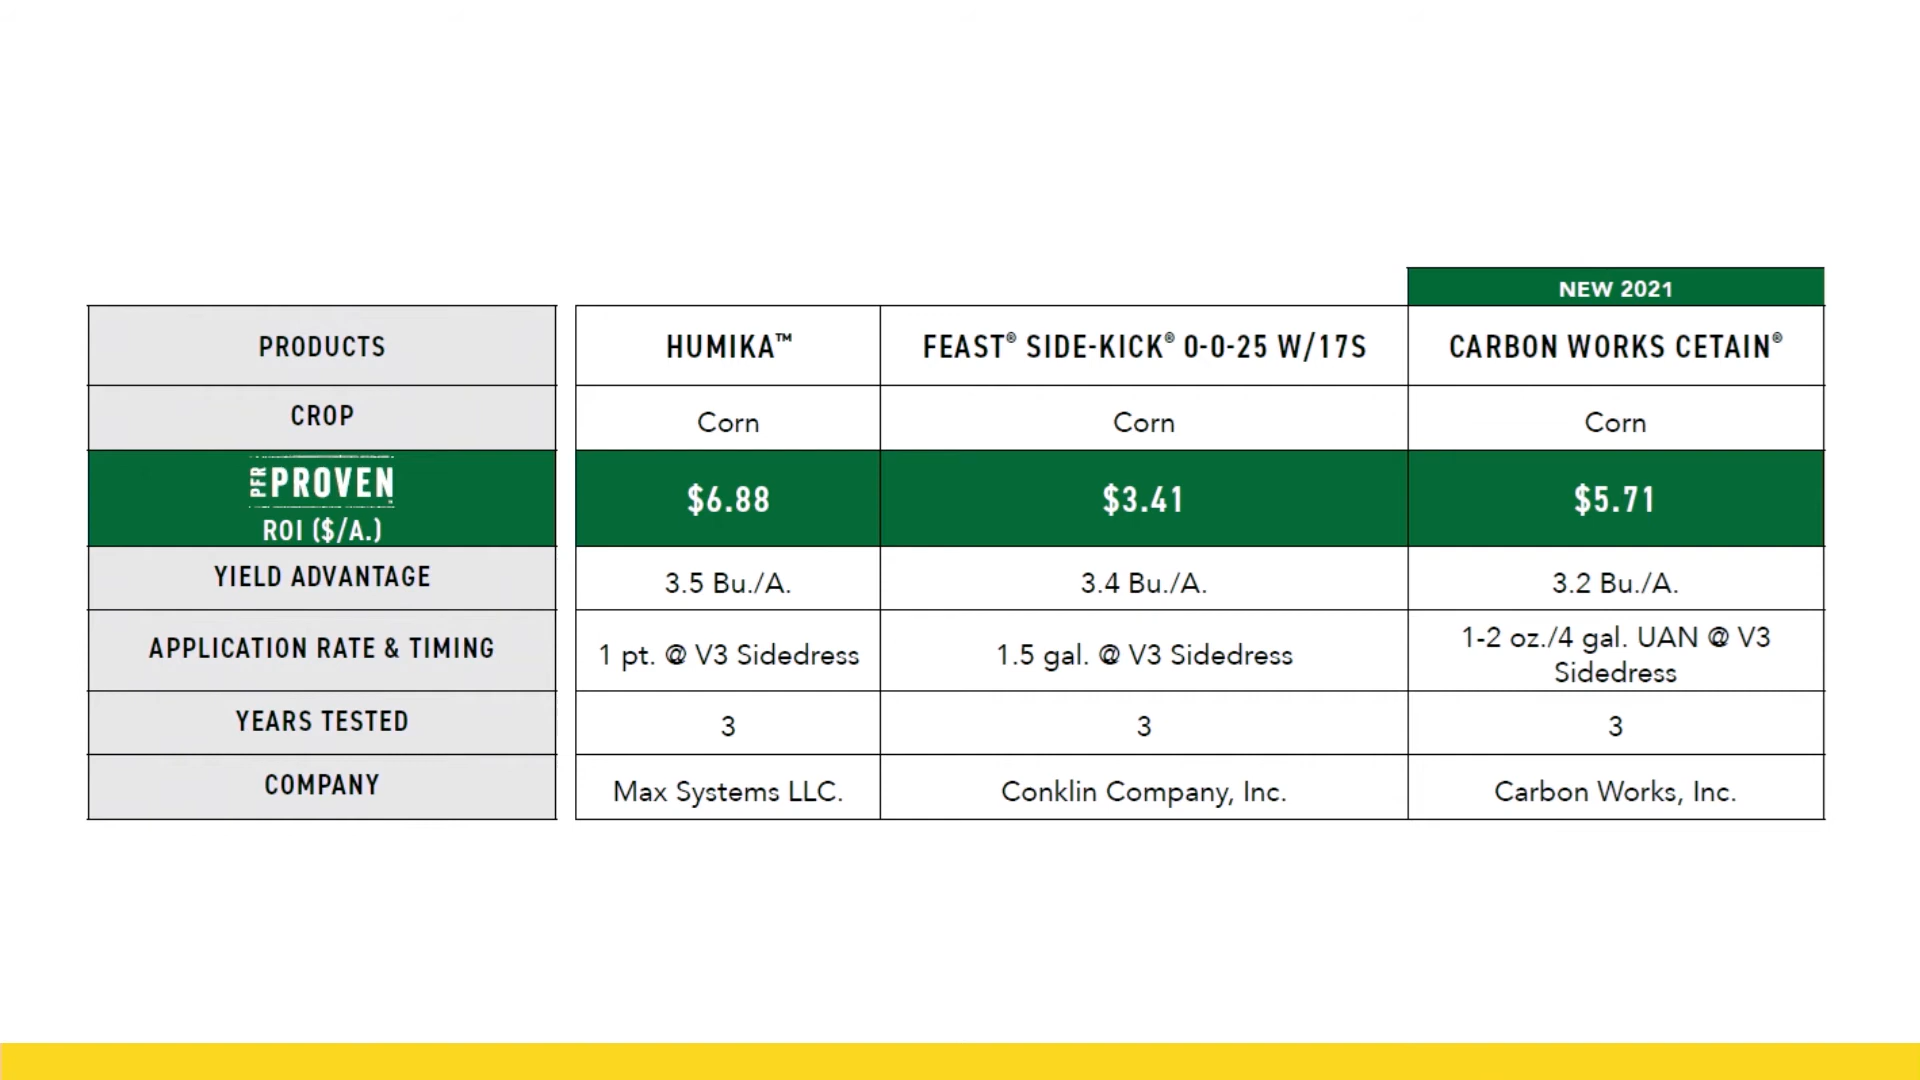 NEW 2021
PRODUCTS HUMIKA™ FEAST® SIDE-KICK® 0-0-25 W/17S CARBON WORKS CETAIN®
CROP Corn Corn Corn
PFR PROVEN™
ROI ($/A.) $6.88 $3.41 $5.71
YIELD ADVANTAGE 3.5 Bu./A. 3.4 Bu./A. 3.2 Bu./A.
APPLICATION RATE & TIMING 1 pt. @ V3 Sidedress 1.5 gal. @ V3 Sidedress 1-2 oz./4 gal. UAN @ V3
Sidedress
YEARS TESTED 3 3 3
COMPANY Max Systems LLC. Conklin Company, Inc. Carbon Works, Inc.